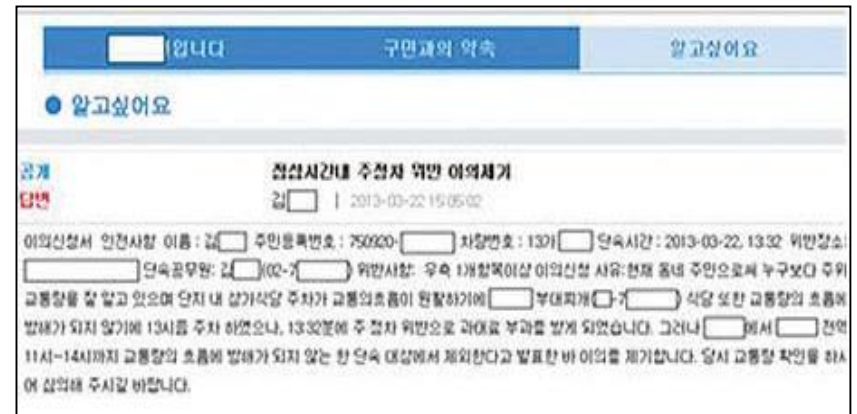 입니다 구민과의 약속 알고싶어요
알고싶어요
공개 점심시간내 주정차 위반 이의제기
답변 김 | 2013-03-22 15:05:02
이의신청서 인전사항 이름 : 김 주민등록번호 : 750920- 차량번호 : 13가 단속시간 : 2013-03-22, 13:32 위반장소:
단속공무원: 김 (02-7 ) 위반사항: 우측 1개항목이상 이의신청 사유:현재 동네 주민으로써 누구보다 주위
교통량을 잘 알고 있으며 단지 내 상가식당 주차가 교통의흐름이 원활하기에 부대찌개( -7 ) 식당 또한 교통량의 흐름에
방해가 되지 않기에 13시쯤 주차 하였으나, 13:32분에 주 정차 위반으로 과태료 부과를 받게 되었습니다. 그러나 에서 전역
11시~14시까지 교통량의 흐름에 방해가 되지 않는 한 단속 대상에서 제외한다고 발표한 바 이의를 제기합니다. 당시 교통량 확인을 하시
어 심의해 주시길 바랍니다.